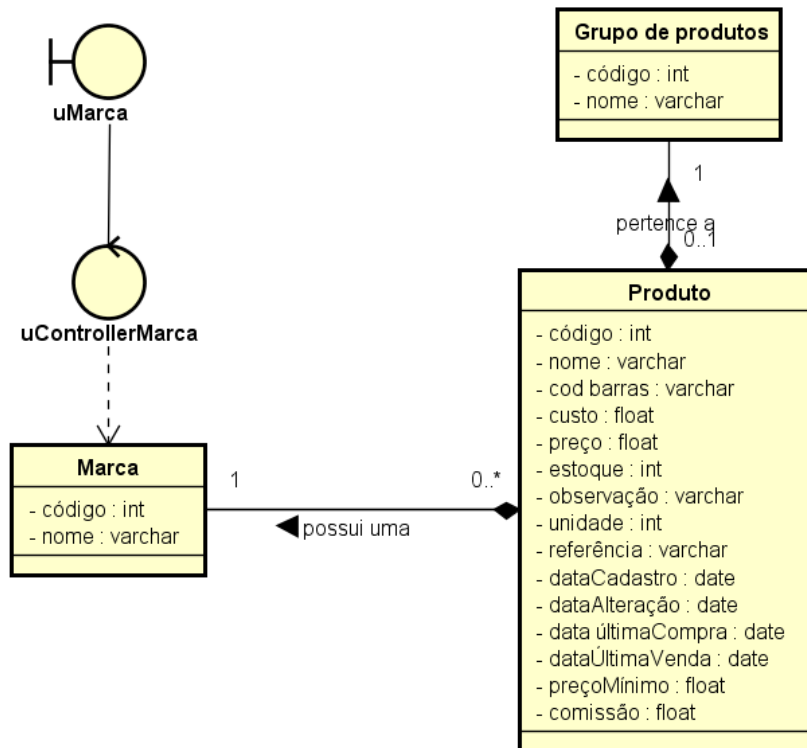 uMarca
uControllerMarca
Marca
- código : int
- nome : varchar
1
0..*
possui uma
Grupo de produtos
- código : int
- nome : varchar
1
pertence a
0..1
Produto
- código : int
- nome : varchar
- cod barras : varchar
- custo : float
- preço : float
- estoque : int
- observação : varchar
- unidade : int
- referência : varchar
- dataCadastro : date
- dataAlteração : date
- data últimaCompra : date
- dataÚltimaVenda : date
- preçoMínimo : float
- comissão : float